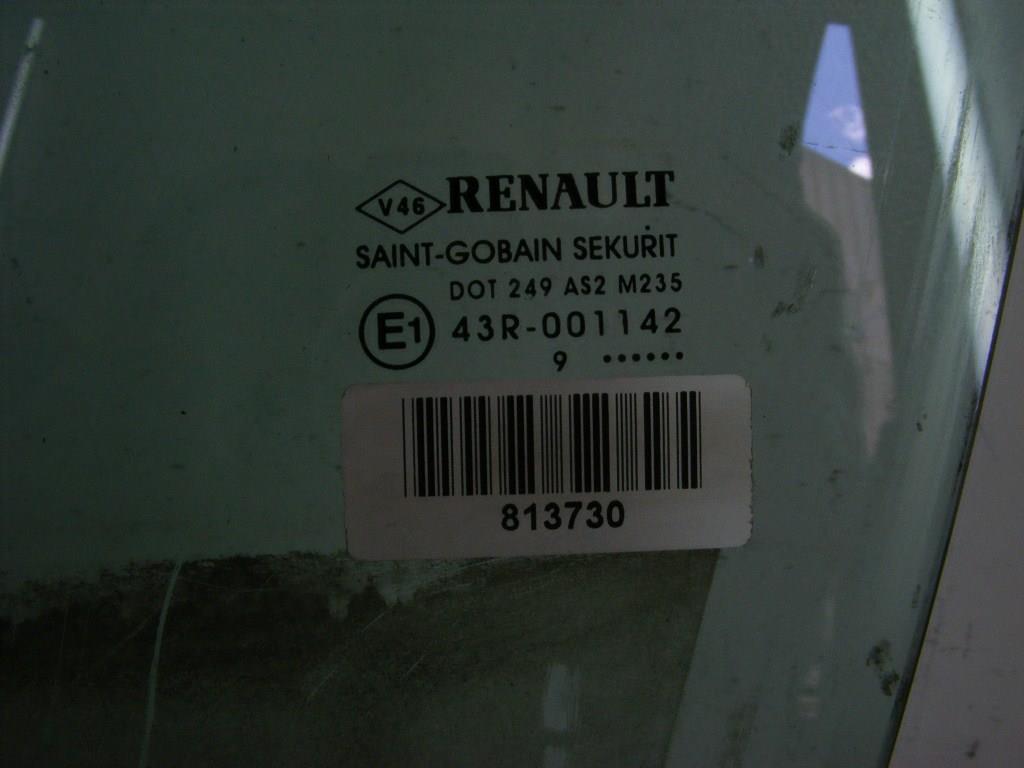 V46 RENAULT
SAINT-GOBAIN SEKURIT
DOT 249 AS2 M235
E1 43R-001142
9 ••••••
813730